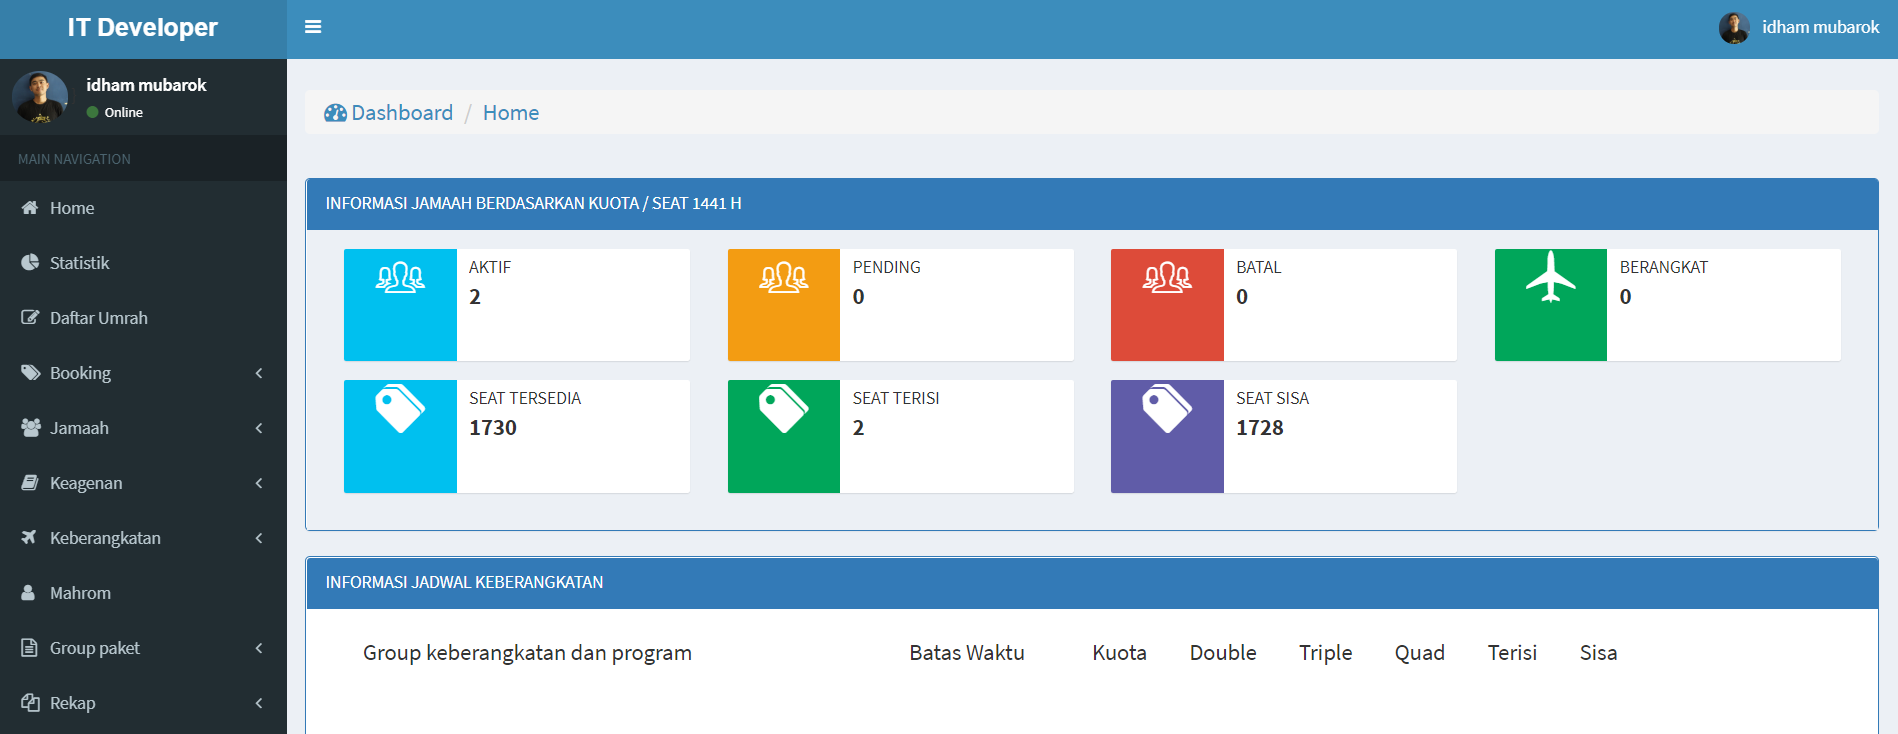 IT Developer
idham mubarok
idham mubarok
Online
MAIN NAVIGATION
Home
Statistik
Daftar Umrah
Booking
Jamaah
Keagenan
Keberangkatan
Mahrom
Group paket
Rekap
Dashboard / Home
INFORMASI JAMAAH BERDASARKAN KUOTA / SEAT 1441 H
AKTIF
2
PENDING
0
BATAL
0
BERANGKAT
0
SEAT TERSEDIA
1730
SEAT TERISI
2
SEAT SISA
1728
INFORMASI JADWAL KEBERANGKATAN
Group keberangkatan dan program Batas Waktu Kuota Double Triple Quad Terisi Sisa